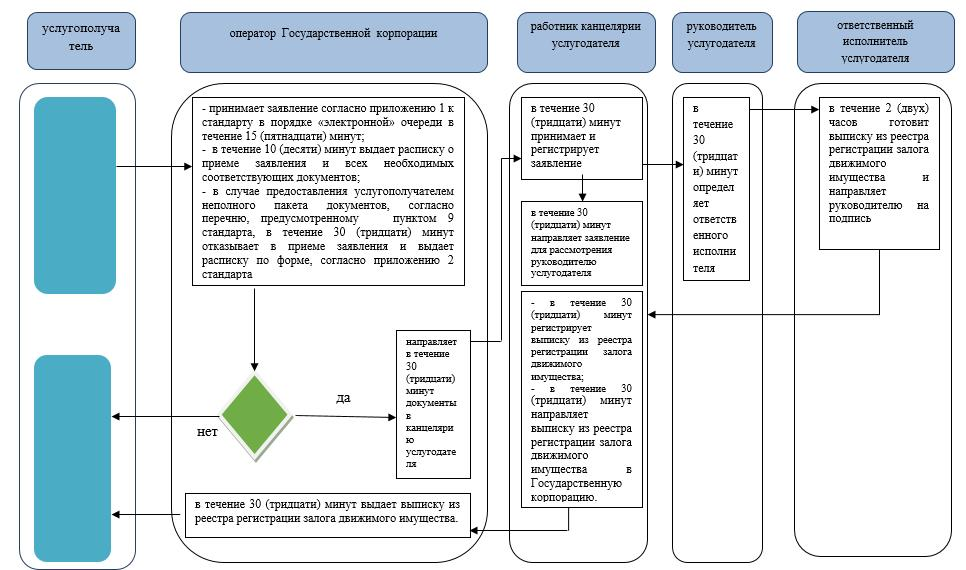 услугополуча
тель
оператор Государственной корпорации
работник канцелярии
услугодателя
руководитель
услугодателя
ответственный
исполнитель
услугодателя
- принимает заявление согласно приложению 1 к
стандарту в порядке «электронной» очереди в
течение 15 (пятнадцати) минут;
- в течение 10 (десяти) минут выдает расписку о
приеме заявления и всех необходимых
соответствующих документов;
- в случае предоставления услугополучателем
неполного пакета документов, согласно
перечню, предусмотренному пунктом 9
стандарта, в течение 30 (тридцати) минут
отказывает в приеме заявления и выдает
расписку по форме, согласно приложению 2
стандарта
да
нет
направляет
в течение
30
(тридцати)
минут
документы
в
канцеляри
ю
услугодате
ля
в течение 30 (тридцати) минут выдает выписку из
реестра регистрации залога движимого имущества.
в течение 30
(тридцати) минут
принимает и
регистрирует
заявление
в течение 30
(тридцати) минут
направляет заявление
для рассмотрения
руководителю
услугодателя
- в течение 30
(тридцати) минут
регистрирует
выписку из реестра
регистрации залога
движимого
имущества;
- в течение 30
(тридцати) минут
направляет
выписку из реестра
регистрации залога
движимого
имущества в
Государственную
корпорацию.
в
течение
30
(тридцат
и) минут
определ
яет
ответств
енного
исполни
теля
в течение 2 (двух)
часов готовит
выписку из реестра
регистрации залога
движимого
имущества и
направляет
руководителю на
подпись